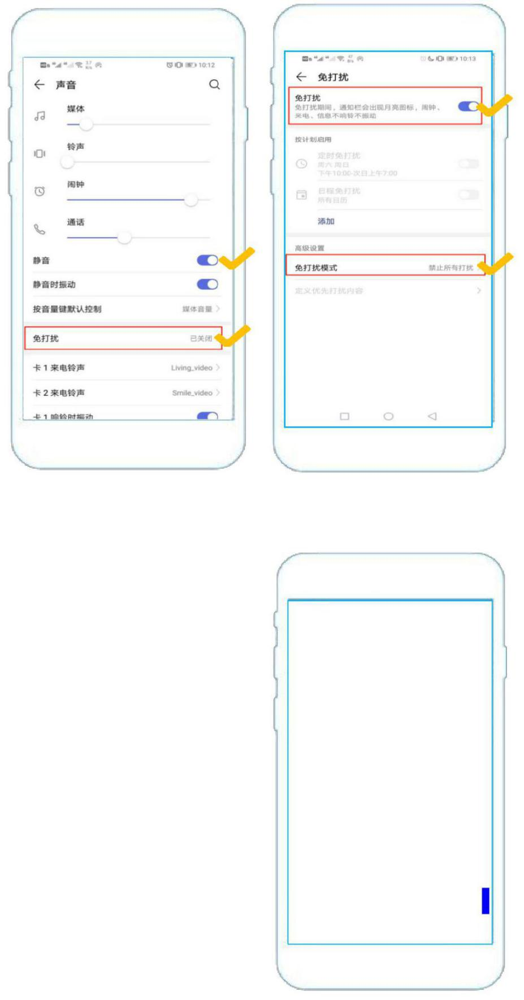 10:12
声音
媒体
铃声
闹钟
通话
静音
静音时振动
按音量键默认控制 媒体音量
免打扰 已关闭
卡 1 来电铃声 Living_video
卡 2 来电铃声 Smile_video
卡 1 响铃时振动
10:13
免打扰
免打扰
免打扰期间，通知栏会出现月亮图标，闹钟、
来电、信息不响铃不振动
按计划启用
定时免打扰
周六 周日
下午10:00-次日上午7:00
日程免打扰
所有日历
添加
高级设置
免打扰模式 禁止所有打扰
定义优先打扰内容